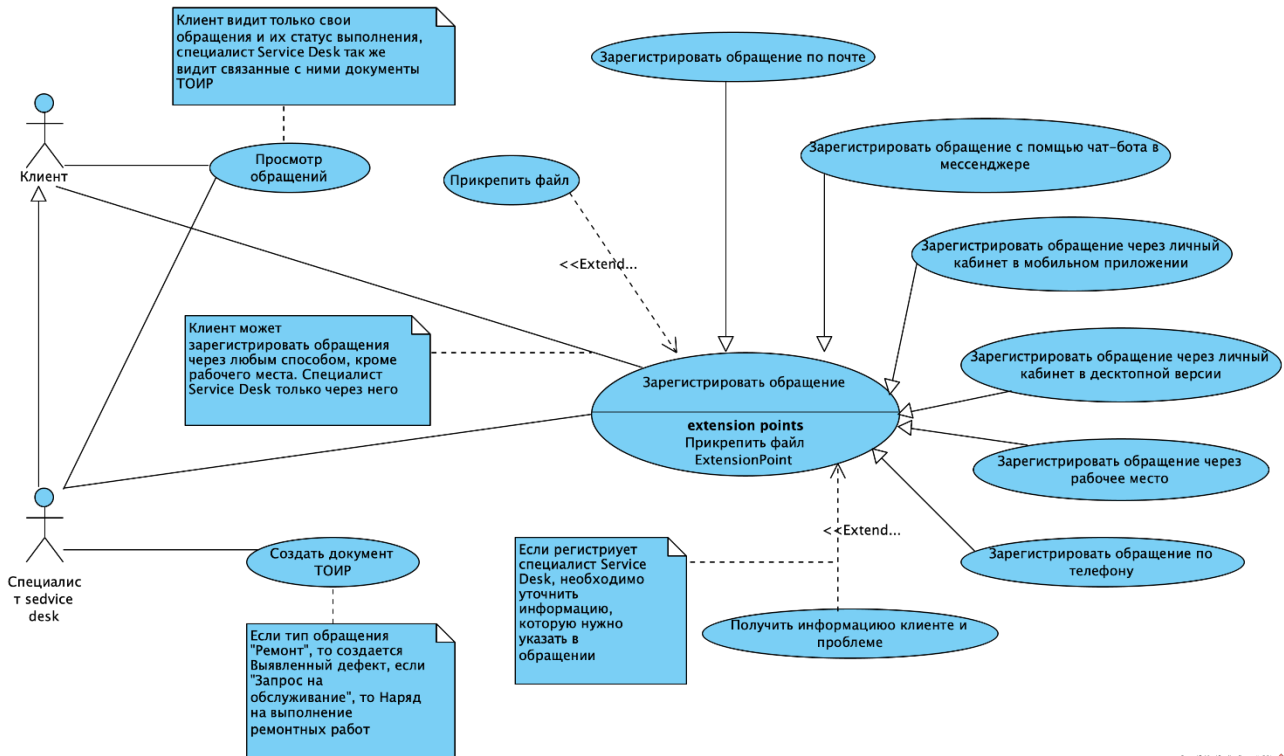 Клиент видит только свои
обращения и их статус выполнения,
специалист Service Desk так же
видит связанные с ними документы
ТОИР
Зарегистрировать обращение по почте
Клиент
Просмотр
обращений
Прикрепить файл
Зарегистрировать обращение с помощью чат-бота в
мессенджере
Зарегистрировать обращение через личный
кабинет в мобильном приложении
<<Extend...
Клиент может
зарегистрировать обращения
через любым способом, кроме
рабочего места. Специалист
Service Desk только через него
Зарегистрировать обращение
extension points
Прикрепить файл
ExtensionPoint
Зарегистрировать обращение через личный
кабинет в десктопной версии
Зарегистрировать обращение через
рабочее место
Специалис
т sedvice
desk
Создать документ
ТОИР
<<Extend...
Если регистриует
специалист Service
Desk, необходимо
уточнить
информацию,
которую нужно
указать в
обращении
Зарегистрировать обращение по
телефону
Получить информациюо клиенте и
проблеме
Если тип обращения
"Ремонт", то создается
Выявленный дефект, если
"Запрос на
обслуживание", то Наряд
на выполнение
ремонтных работ